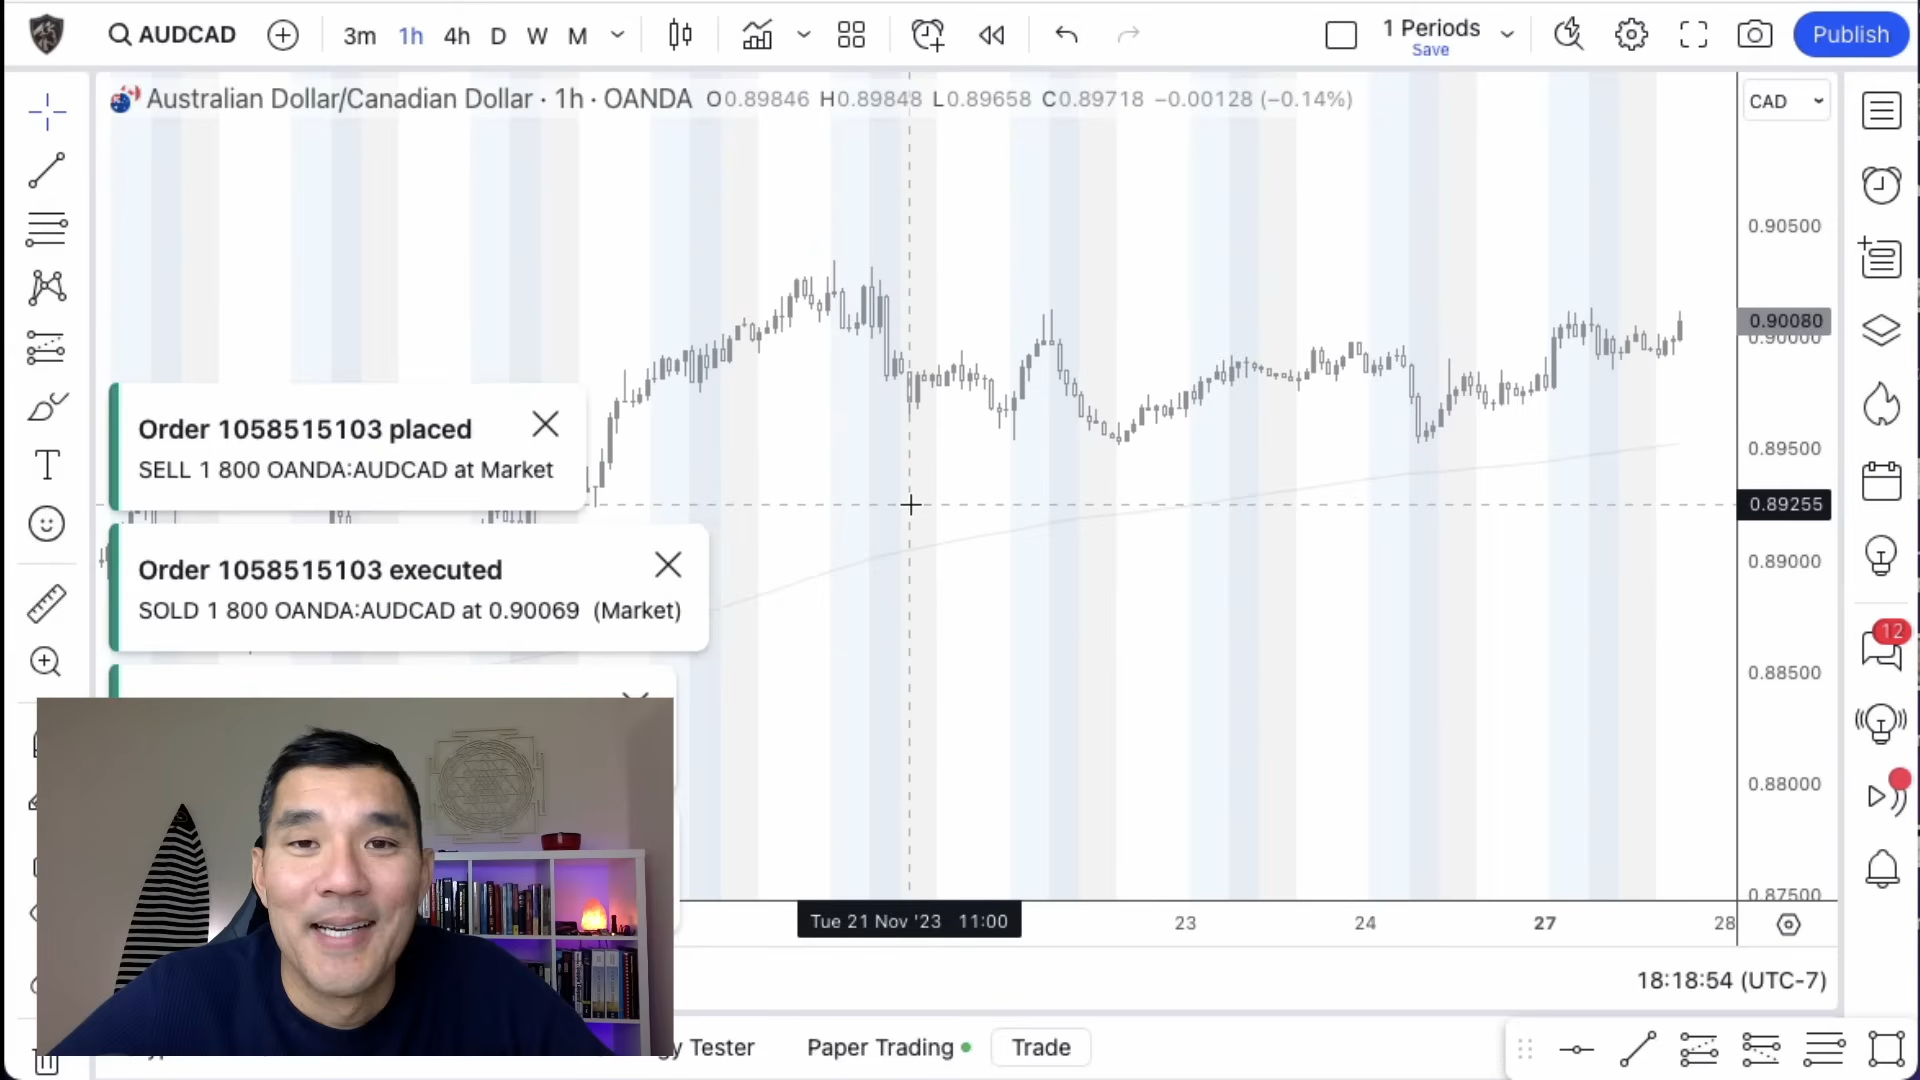 AUDCAD
3m 1h 4h D W M
1 Periods
Save
Publish
Australian Dollar/Canadian Dollar · 1h · OANDA O0.89846 H0.89848 L0.89658 C0.89718 −0.00128 (−0.14%)
CAD
0.90500
0.90080
0.90000
0.89500
0.89255
0.89000
0.88500
0.88000
0.87500
Order 1058515103 placed
SELL 1 800 OANDA:AUDCAD at Market
Order 1058515103 executed
SOLD 1 800 OANDA:AUDCAD at 0.90069 (Market)
12
Tue 21 Nov '23 11:00
23
24
27
28
18:18:54 (UTC-7)
y Tester
Paper Trading
Trade